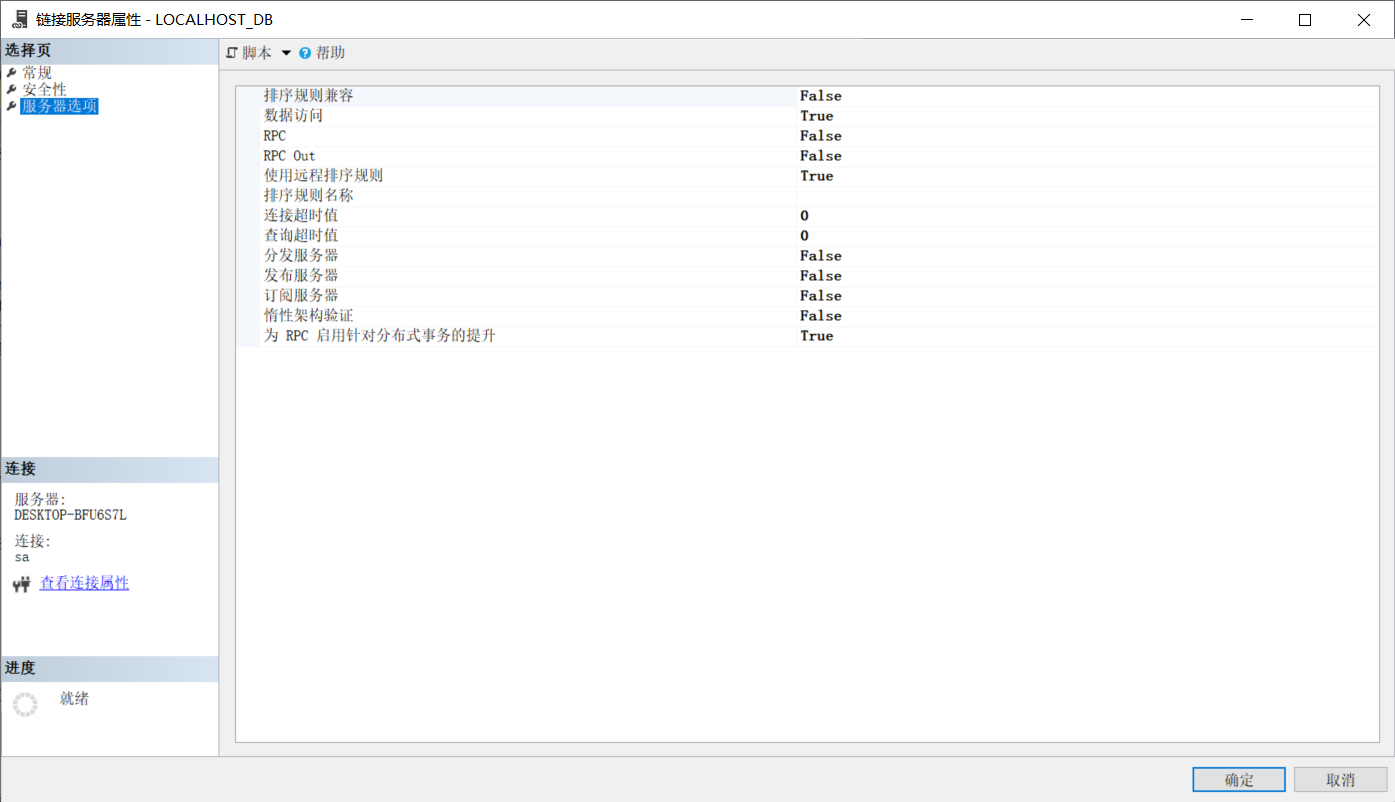 链接服务器属性 - LOCALHOST_DB
选择页
常规
安全性
服务器选项
脚本 帮助
排序规则兼容 False
数据访问 True
RPC False
RPC Out False
使用远程排序规则 True
排序规则名称
连接超时值 0
查询超时值 0
分发服务器 False
发布服务器 False
订阅服务器 False
惰性架构验证 False
为 RPC 启用针对分布式事务的提升 True
连接
服务器:
DESKTOP-BFU6S7L
连接:
sa
查看连接属性
进度
就绪
确定 取消